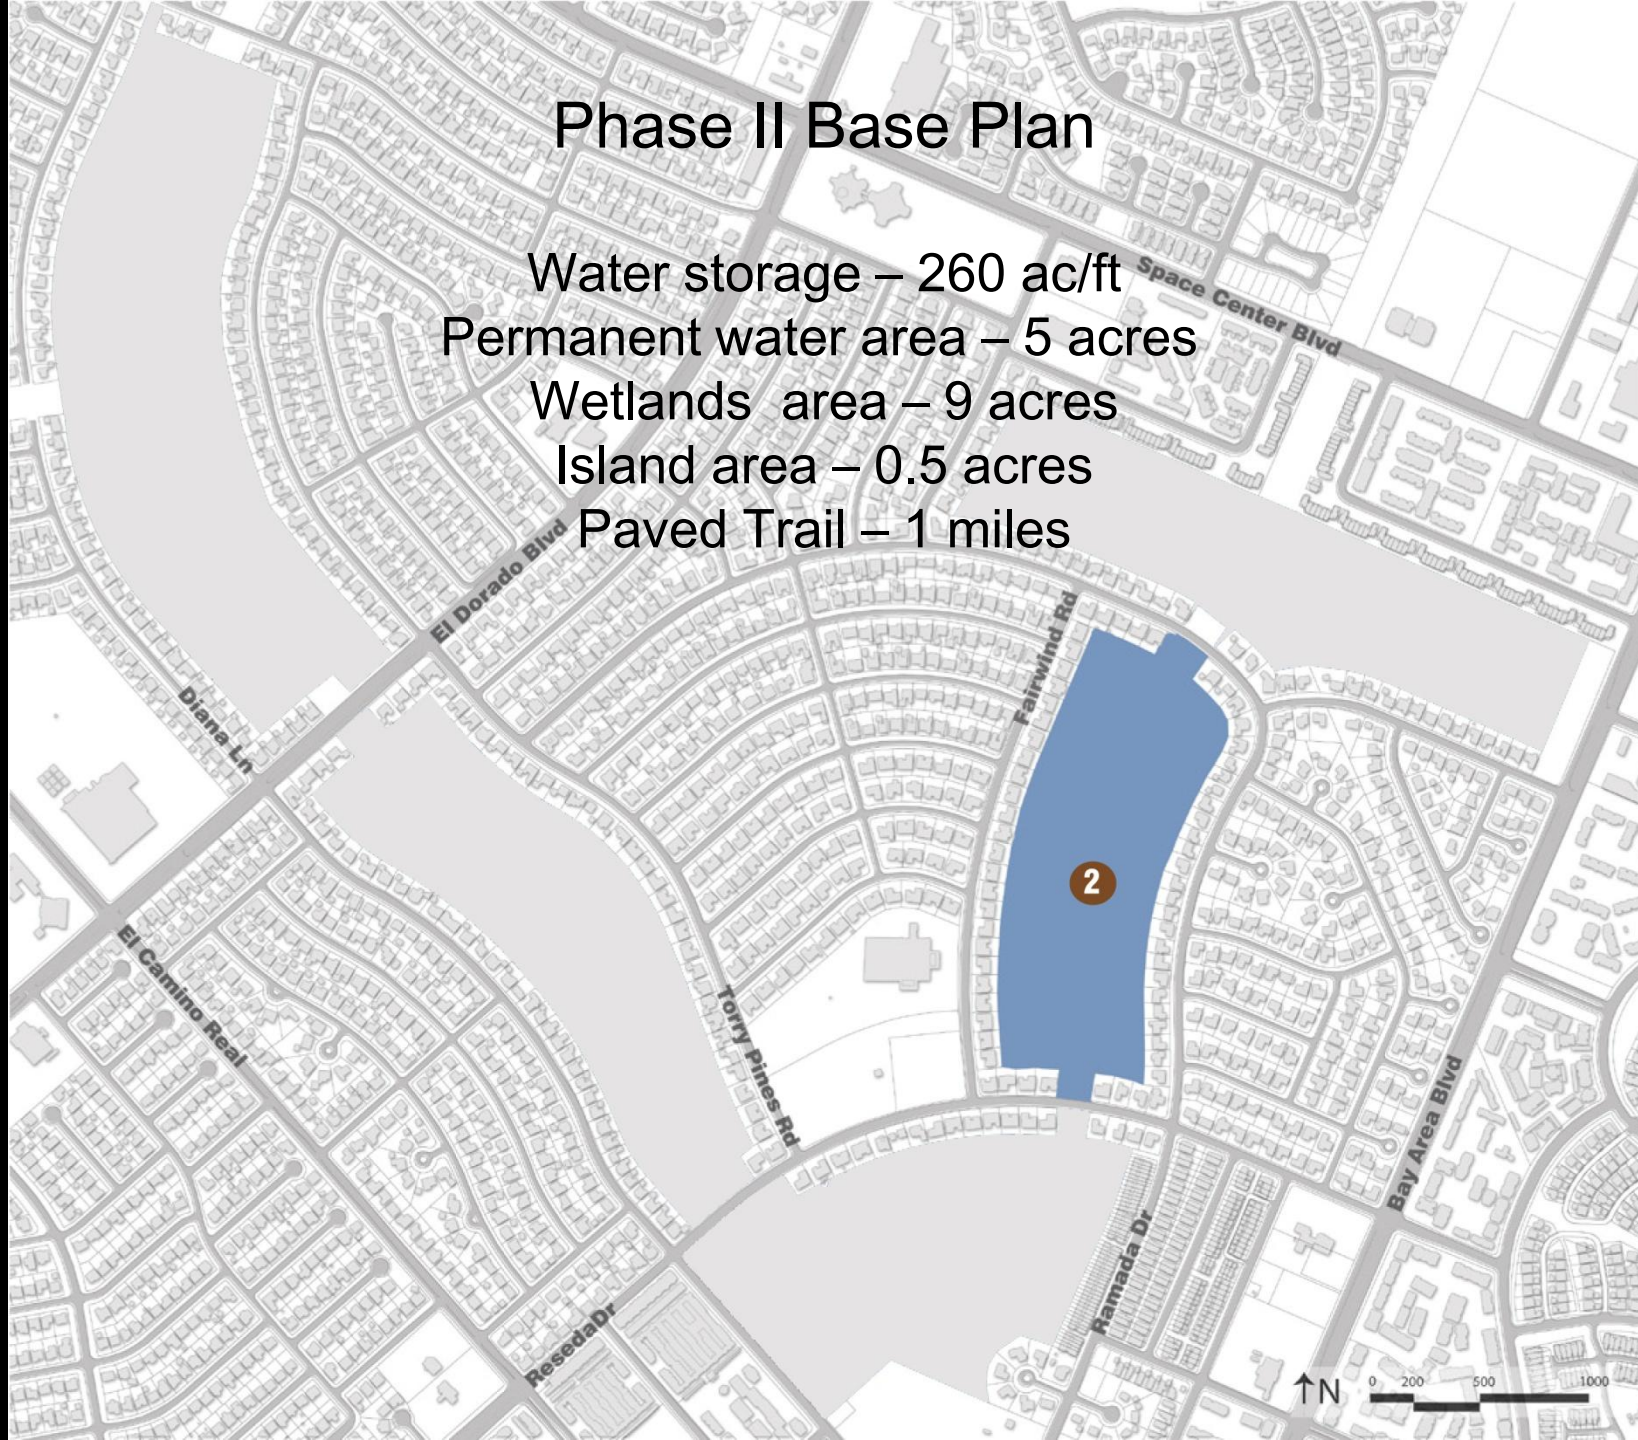 Phase II Base Plan
Water storage – 260 ac/ft
Permanent water area – 5 acres
Wetlands area – 9 acres
Island area – 0.5 acres
Paved Trail – 1 miles
Space Center Blvd
El Dorado Blvd
Fairwind Rd
Diana Ln
2
El Camino Real
Torry Pines Rd
Bay Area Blvd
Ramada Dr
ResedaDr
N
0 200 500 1000